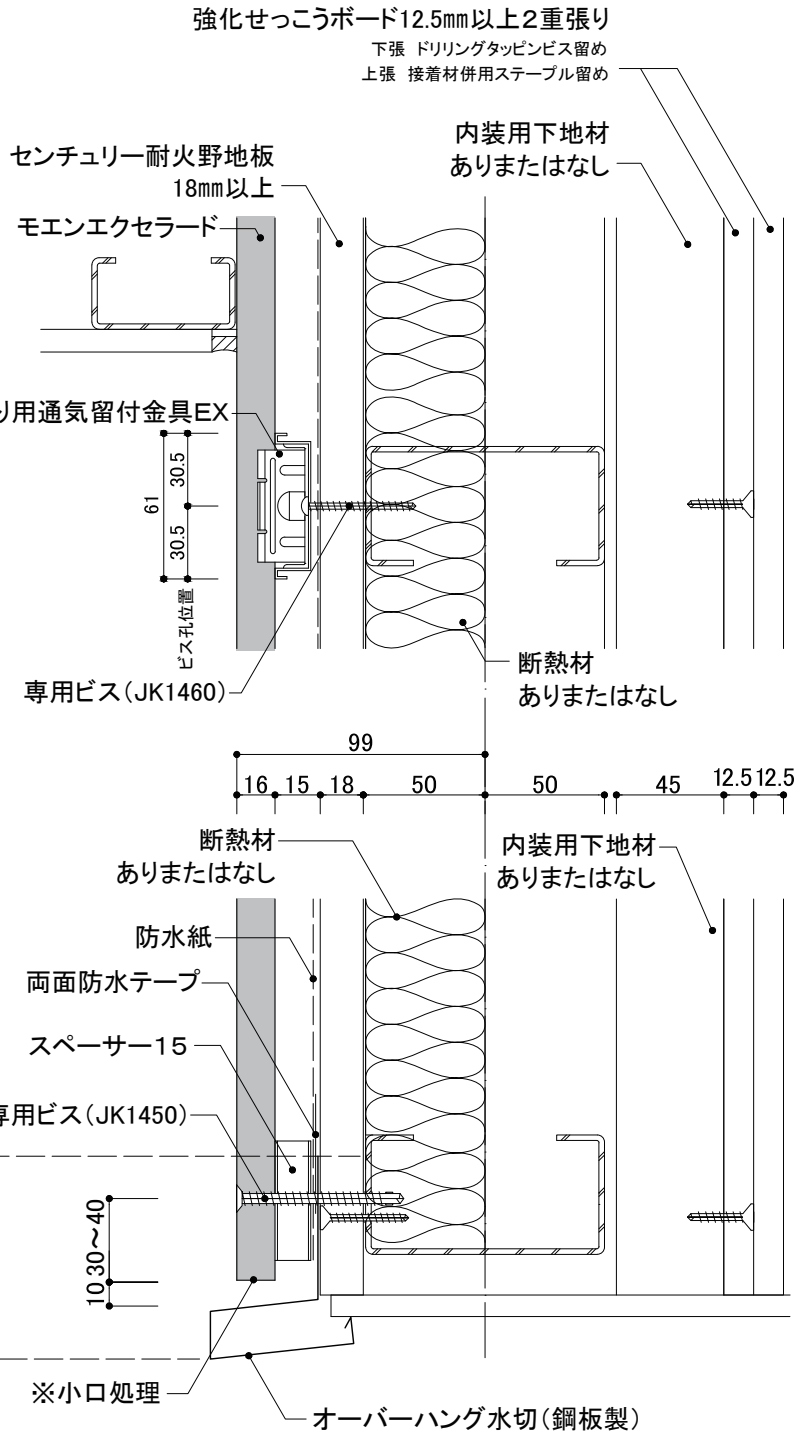 強化せっこうボード12.5mm以上2重張り
下張 ドリリングタッピンビス留め
上張 接着材併用ステープル留め
内装用下地材
ありまたはなし
センチュリー耐火野地板
18mm以上
モエンエクセラード
り用通気留付金具EX
61
30.5
30.5
ビス孔位置
専用ビス(JK1460)
断熱材
ありまたはなし
99
16
15
18
50
50
45
12.5
12.5
断熱材
ありまたはなし
内装用下地材
ありまたはなし
防水紙
両面防水テープ
スペーサー15
専用ビス(JK1450)
30～40
10
※小口処理
オーバーハング水切(鋼板製)